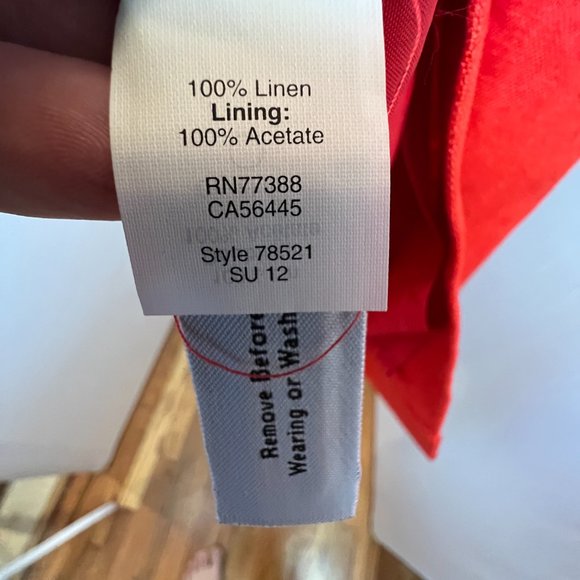 100% Linen
Lining:
100% Acetate
RN77388
CA56445
Style 78521
SU 12
Remove Before
Wearing or Wash